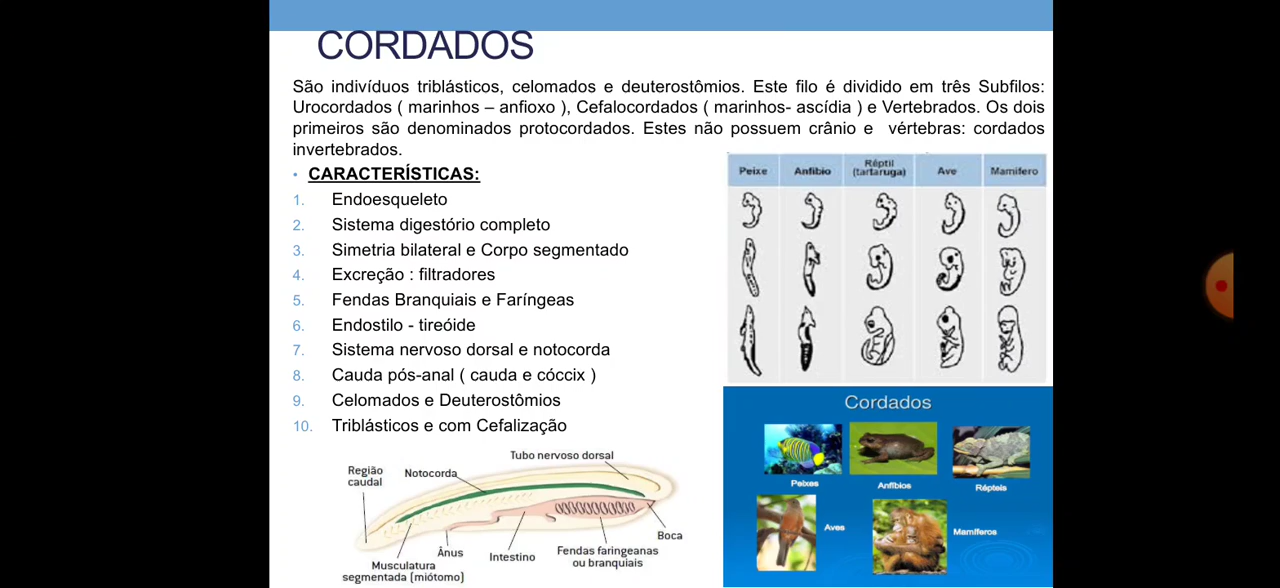 CORDADOS
São indivíduos triblásticos, celomados e deuterostômios. Este filo é dividido em três Subfilos:
Urocordados ( marinhos – anfioxo ), Cefalocordados ( marinhos- ascídia ) e Vertebrados. Os dois
primeiros são denominados protocordados. Estes não possuem crânio e vértebras: cordados
invertebrados.
• CARACTERÍSTICAS:
1. Endoesqueleto
2. Sistema digestório completo
3. Simetria bilateral e Corpo segmentado
4. Excreção : filtradores
5. Fendas Branquiais e Faríngeas
6. Endostilo - tireóide
7. Sistema nervoso dorsal e notocorda
8. Cauda pós-anal ( cauda e cóccix )
9. Celomados e Deuterostômios
10. Triblásticos e com Cefalização
Peixe
Anfíbio
Réptil
(tartaruga)
Ave
Mamífero
Cordados
Peixes
Anfíbios
Répteis
Aves
Mamíferos
Tubo nervoso dorsal
Região
caudal
Notocorda
Boca
Ânus
Intestino
Fendas faringeanas
ou branquiais
Musculatura
segmentada (miótomo)